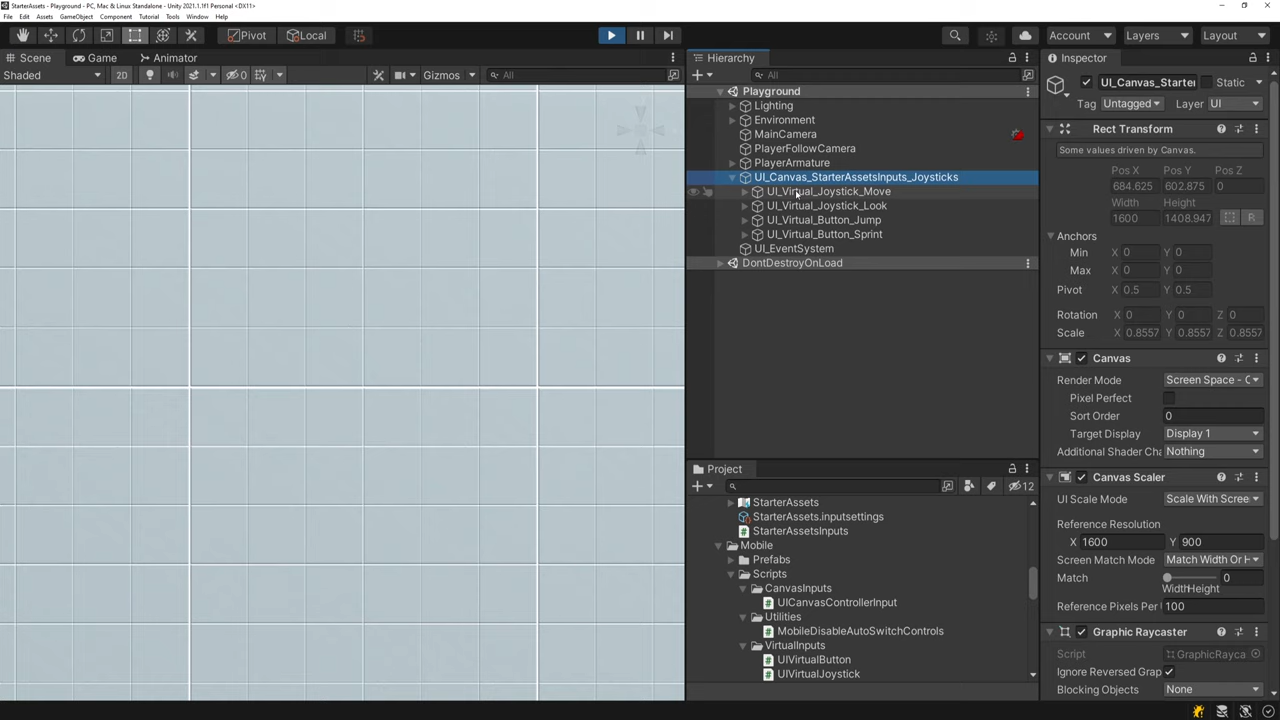 StarterAssets - Playground - PC, Mac & Linux Standalone - Unity 2021.1.1f1 Personal <DX11>
File Edit Assets GameObject Component Tutorial Tools Window Help
Pivot Local Account Layers Layout
Scene Game Animator
Shaded 2D 0 Gizmos All
Hierarchy
All
Playground
Lighting
Environment
MainCamera
PlayerFollowCamera
PlayerArmature
UI_Canvas_StarterAssetsInputs_Joysticks
UI_Virtual_Joystick_Move
UI_Virtual_Joystick_Look
UI_Virtual_Button_Jump
UI_Virtual_Button_Sprint
UI_EventSystem
DontDestroyOnLoad
Project
12
StarterAssets
StarterAssets.inputsettings
StarterAssetsInputs
Mobile
Prefabs
Scripts
CanvasInputs
UICanvasControllerInput
Utilities
MobileDisableAutoSwitchControls
VirtualInputs
UIVirtualButton
UIVirtualJoystick
Inspector
UI_Canvas_Starter Static
Tag Untagged Layer UI
Rect Transform
Some values driven by Canvas.
Pos X Pos Y Pos Z
684.625 602.875 0
Width Height
1600 1408.947 R
Anchors
Min X 0 Y 0
Max X 0 Y 0
Pivot X 0.5 Y 0.5
Rotation X 0 Y 0 Z 0
Scale X 0.8557 Y 0.8557 Z 0.8557
Canvas
Render Mode Screen Space - O
Pixel Perfect
Sort Order 0
Target Display Display 1
Additional Shader Cha Nothing
Canvas Scaler
UI Scale Mode Scale With Scree
Reference Resolution
X 1600 Y 900
Screen Match Mode Match Width Or H
Match 0
Width Height
Reference Pixels Per 100
Graphic Raycaster
Script GraphicRayca
Ignore Reversed Grap
Blocking Objects None